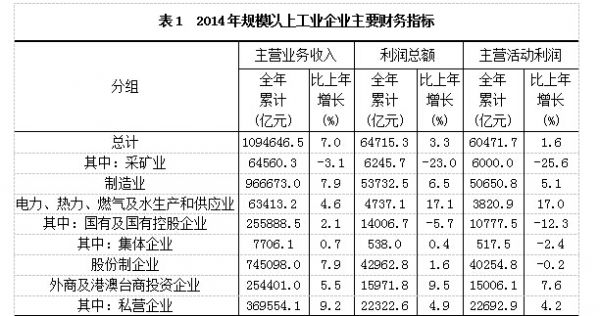 表1 2014年规模以上工业企业主要财务指标
分组 主营业务收入 利润总额 主营活动利润
全年累计(亿元) 比上年增长(%) 全年累计(亿元) 比上年增长(%) 全年累计(亿元) 比上年增长(%)
总计 1094646.5 7.0 64715.3 3.3 60471.7 1.6
其中：采矿业 64560.3 -3.1 6245.7 -23.0 6000.0 -25.6
制造业 966673.0 7.9 53732.5 6.5 50650.8 5.1
电力、热力、燃气及水生产和供应业 63413.2 4.6 4737.1 17.1 3820.9 17.0
其中：国有及国有控股企业 255888.5 2.1 14006.7 -5.7 10777.5 -12.3
其中：集体企业 7706.1 0.7 538.0 0.4 517.5 -2.4
股份制企业 745098.0 7.9 42962.8 1.6 40254.8 -0.2
外商及港澳台商投资企业 254401.0 5.5 15971.8 9.5 15006.1 7.6
其中：私营企业 369554.1 9.2 22322.6 4.9 22692.9 4.2